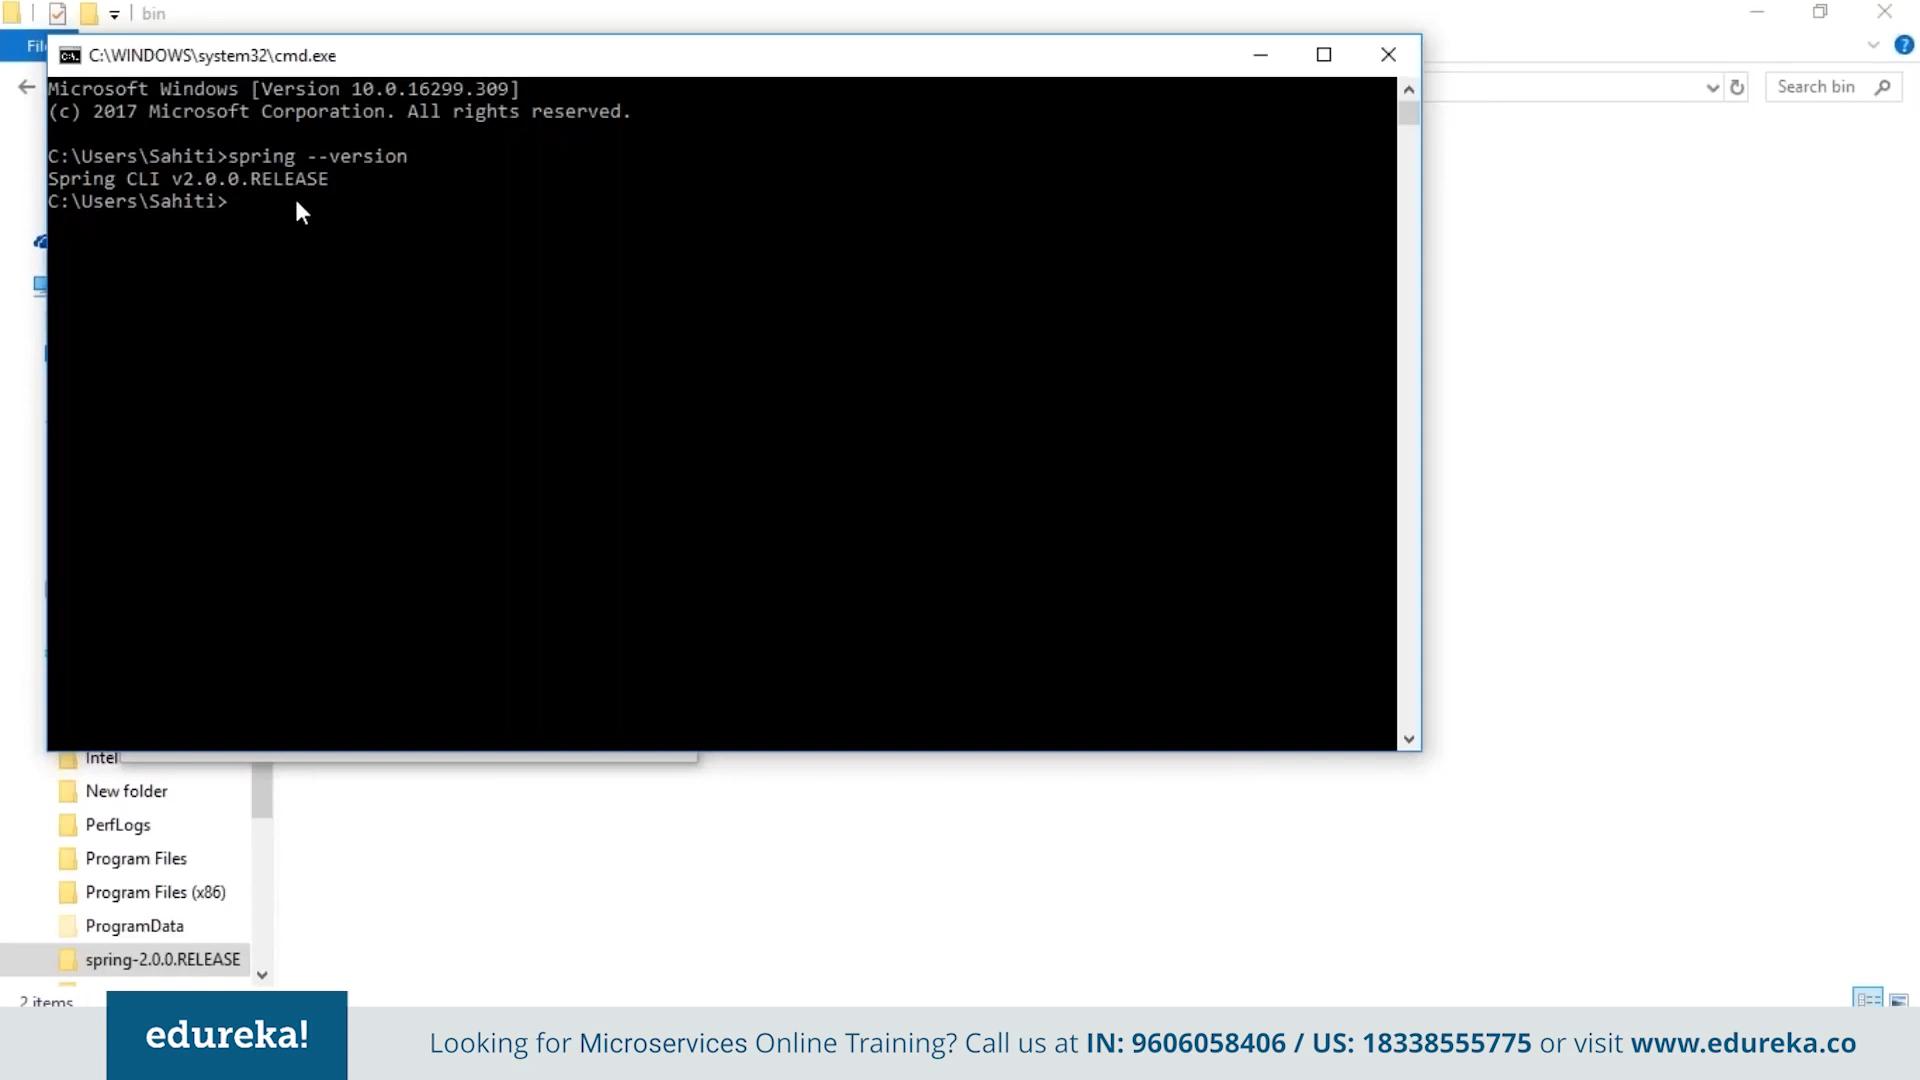 bin
File
C:\WINDOWS\system32\cmd.exe
Search bin
Microsoft Windows [Version 10.0.16299.309]
(c) 2017 Microsoft Corporation. All rights reserved.
C:\Users\Sahiti>spring --version
Spring CLI v2.0.0.RELEASE
C:\Users\Sahiti>
Intel
New folder
PerfLogs
Program Files
Program Files (x86)
ProgramData
spring-2.0.0.RELEASE
2 items
edureka!
Looking for Microservices Online Training? Call us at IN: 9606058406 / US: 18338555775 or visit www.edureka.co